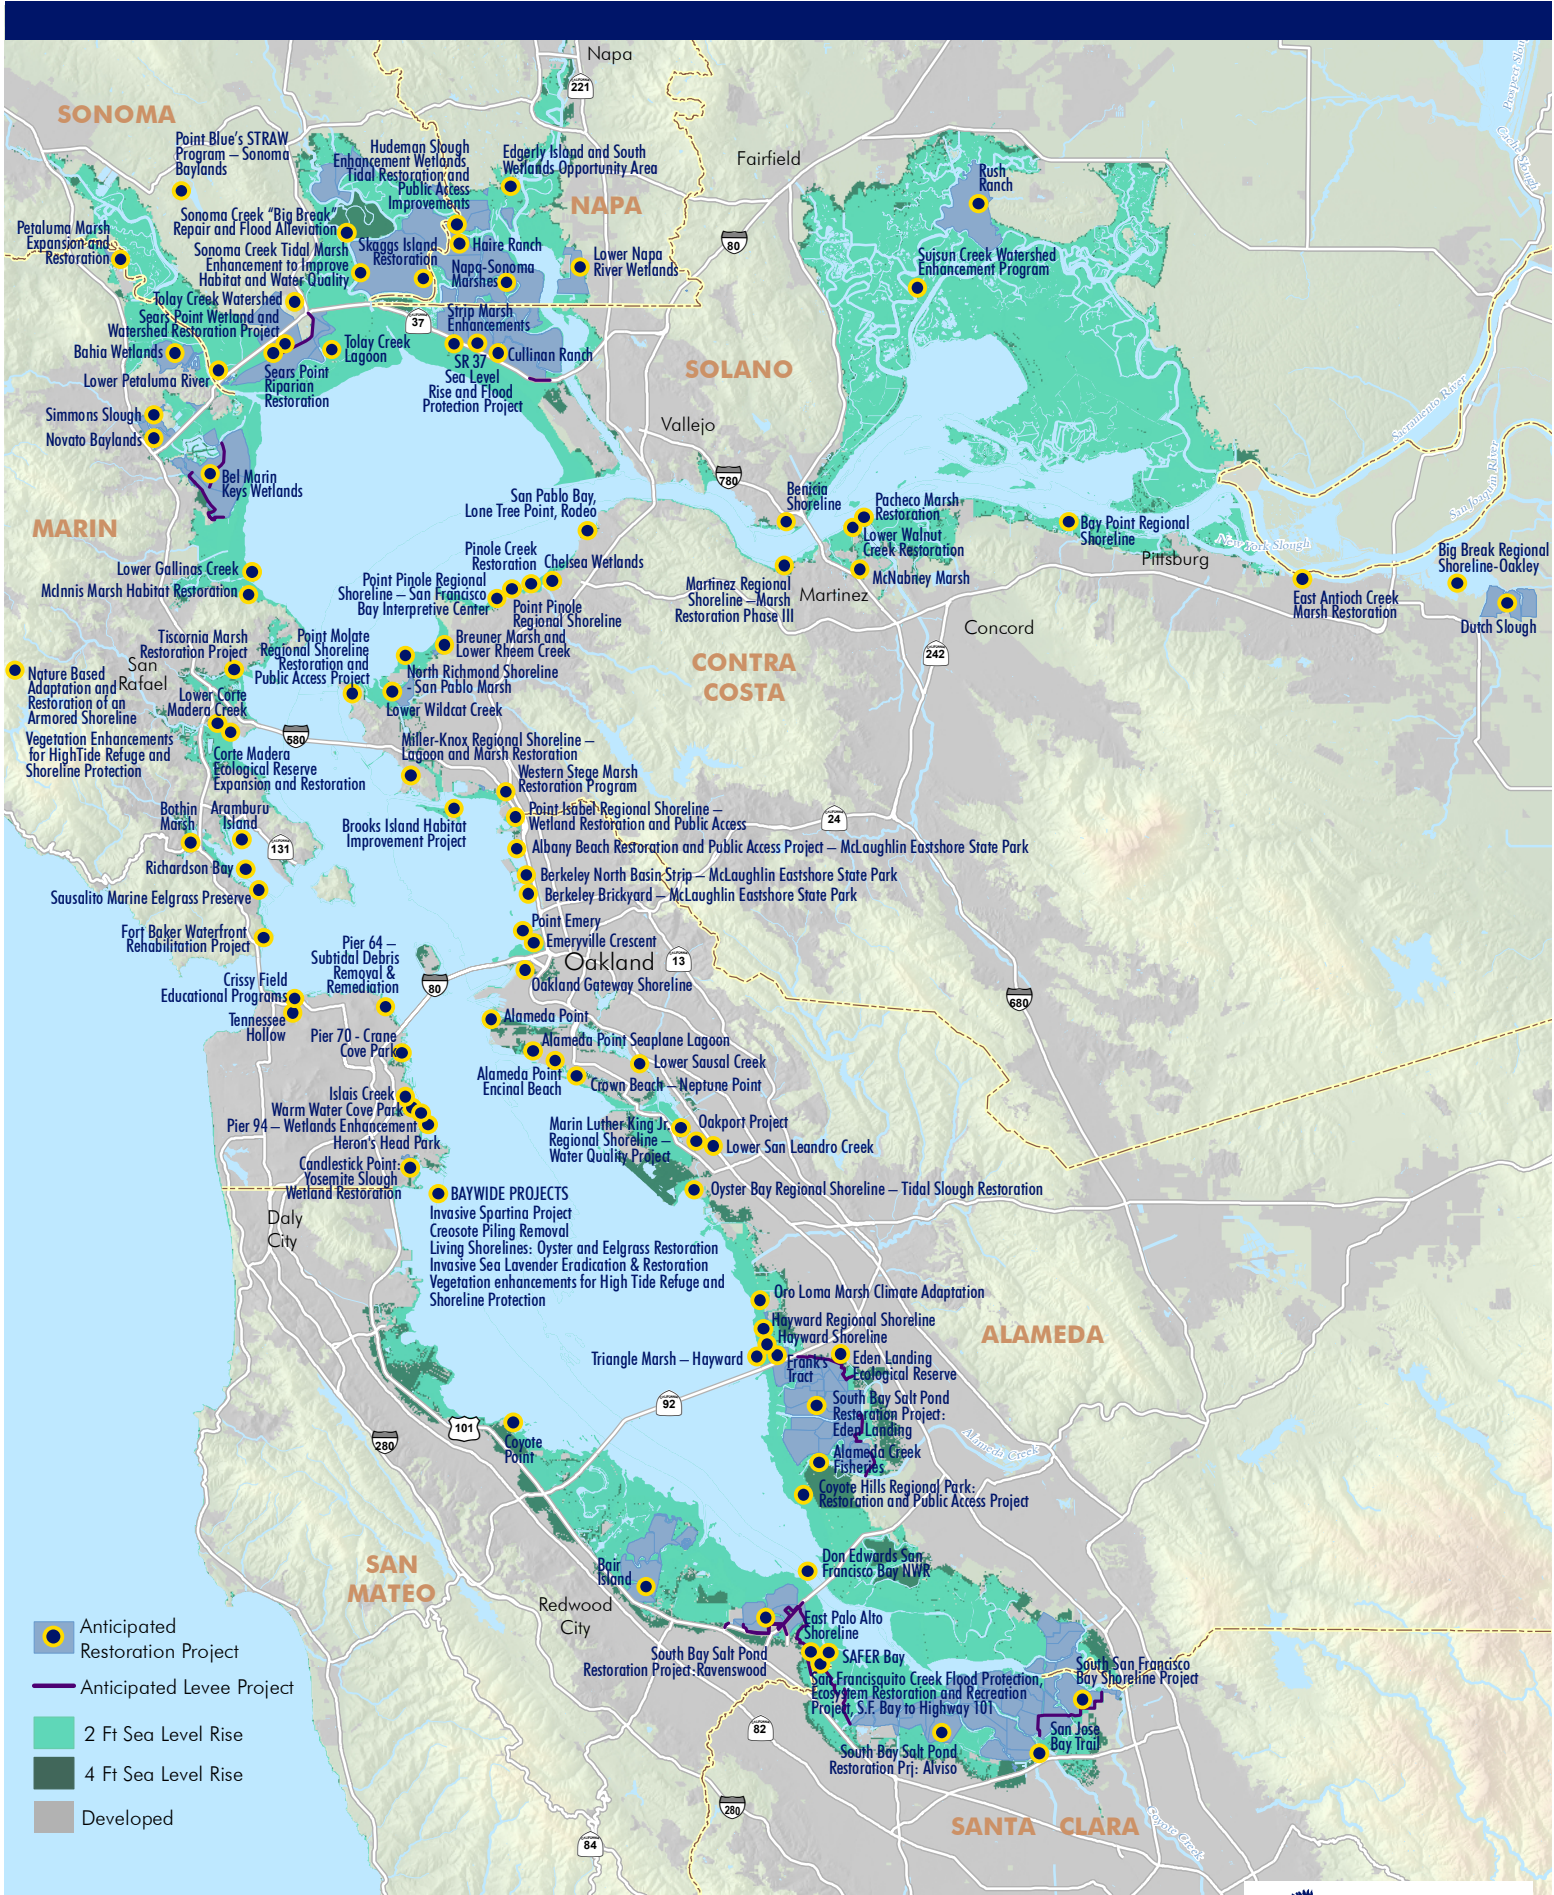 Napa
221
SONOMA
Point Blue's STRAW
Program – Sonoma
Baylands
Hudeman Slough
Enhancement Wetlands
Tidal Restoration and
Public Access
Improvements
Edgerly Island and South
Wetlands Opportunity Area
NAPA
Fairfield
80
Rush
Ranch
Suisun Creek Watershed
Enhancement Program
Prospect Slough
Cache Slough
Petaluma Marsh
Expansion and
Restoration
Sonoma Creek "Big Break"
Repair and Flood Alleviation
Sonoma Creek Tidal Marsh
Enhancement to Improve
Habitat and Water Quality
Skaggs Island
Restoration
Haire Ranch
Napa-Sonoma
Marshes
Lower Napa
River Wetlands
Tolay Creek Watershed
Sears Point Wetland and
Watershed Restoration Project
CALIFORNIA
37
Strip Marsh
Enhancements
Bahia Wetlands
Tolay Creek
Lagoon
Cullinan Ranch
Lower Petaluma River
Sears Point
Riparian
Restoration
SR 37
Sea Level
Rise and Flood
Protection Project
SOLANO
Simmons Slough
Novato Baylands
Vallejo
Sacramento River
San Joaquin River
Bel Marin
Keys Wetlands
780
MARIN
San Pablo Bay,
Lone Tree Point, Rodeo
Benicia
Shoreline
Pacheco Marsh
Restoration
Lower Walnut
Creek Restoration
McNabney Marsh
Bay Point Regional
Shoreline
New York Slough
Pittsburg
Big Break Regional
Shoreline-Oakley
East Antioch Creek
Marsh Restoration
Dutch Slough
Lower Gallinas Creek
McInnis Marsh Habitat Restoration
Pinole Creek
Restoration
Chelsea Wetlands
Point Pinole Regional
Shoreline – San Francisco
Bay Interpretive Center
Point Pinole
Regional Shoreline
Martinez Regional
Shoreline –Marsh
Restoration Phase III
Martinez
Concord
242
CONTRA
COSTA
Tiscornia Marsh
Restoration Project
San
Rafael
Point Molate
Regional Shoreline
Restoration and
Public Access Project
Breuner Marsh and
Lower Rheem Creek
North Richmond Shoreline
- San Pablo Marsh
Lower Wildcat Creek
Nature Based
Adaptation and
Restoration of an
Armored Shoreline
Lower Corte
Madera Creek
580
Vegetation Enhancements
for HighTide Refuge and
Shoreline Protection
Corte Madera
Ecological Reserve
Expansion and Restoration
Miller-Knox Regional Shoreline –
Lagoon and Marsh Restoration
Western Stege Marsh
Restoration Program
Point Isabel Regional Shoreline –
Wetland Restoration and Public Access
24
Bothin
Marsh
Aramburu
Island
131
Brooks Island Habitat
Improvement Project
Albany Beach Restoration and Public Access Project – McLaughlin Eastshore State Park
Richardson Bay
Berkeley North Basin Strip – McLaughlin Eastshore State Park
Sausalito Marine Eelgrass Preserve
Berkeley Brickyard – McLaughlin Eastshore State Park
Fort Baker Waterfront
Rehabilitation Project
Point Emery
Emeryville Crescent
Oakland
13
Oakland Gateway Shoreline
Pier 64 –
Subtidal Debris
Removal &
Remediation
80
680
Crissy Field
Educational Programs
Tennessee
Hollow
Pier 70 - Crane
Cove Park
Alameda Point
Alameda Point Seaplane Lagoon
Lower Sausal Creek
Alameda Point
Encinal Beach
Crown Beach – Neptune Point
Islais Creek
Warm Water Cove Park
Pier 94 – Wetlands Enhancement
Heron's Head Park
Marin Luther King Jr.
Regional Shoreline –
Water Quality Project
Oakport Project
Lower San Leandro Creek
Candlestick Point:
Yosemite Slough
Wetland Restoration
Oyster Bay Regional Shoreline – Tidal Slough Restoration
Daly
City
BAYWIDE PROJECTS
Invasive Spartina Project
Creosote Piling Removal
Living Shorelines: Oyster and Eelgrass Restoration
Invasive Sea Lavender Eradication & Restoration
Vegetation enhancements for High Tide Refuge and
Shoreline Protection
Oro Loma Marsh Climate Adaptation
Hayward Regional Shoreline
Hayward Shoreline
Triangle Marsh – Hayward
Frank's
Tract
Eden Landing
Ecological Reserve
ALAMEDA
92
South Bay Salt Pond
Restoration Project:
Eden Landing
101
280
Coyote
Point
Alameda Creek
Alameda Creek
Fisheries
Coyote Hills Regional Park:
Restoration and Public Access Project
SAN
MATEO
Bair
Island
Redwood
City
Don Edwards San
Francisco Bay NWR
East Palo Alto
Shoreline
South Bay Salt Pond
Restoration Project:Ravenswood
SAFER Bay
San Francisquito Creek Flood Protection,
Ecosystem Restoration and Recreation
Project, S.F. Bay to Highway 101
South San Francisco
Bay Shoreline Project
San Jose
Bay Trail
South Bay Salt Pond
Restoration Prj: Alviso
82
280
84
SANTA CLARA
Coyote Creek
Anticipated
Restoration Project
Anticipated Levee Project
2 Ft Sea Level Rise
4 Ft Sea Level Rise
Developed